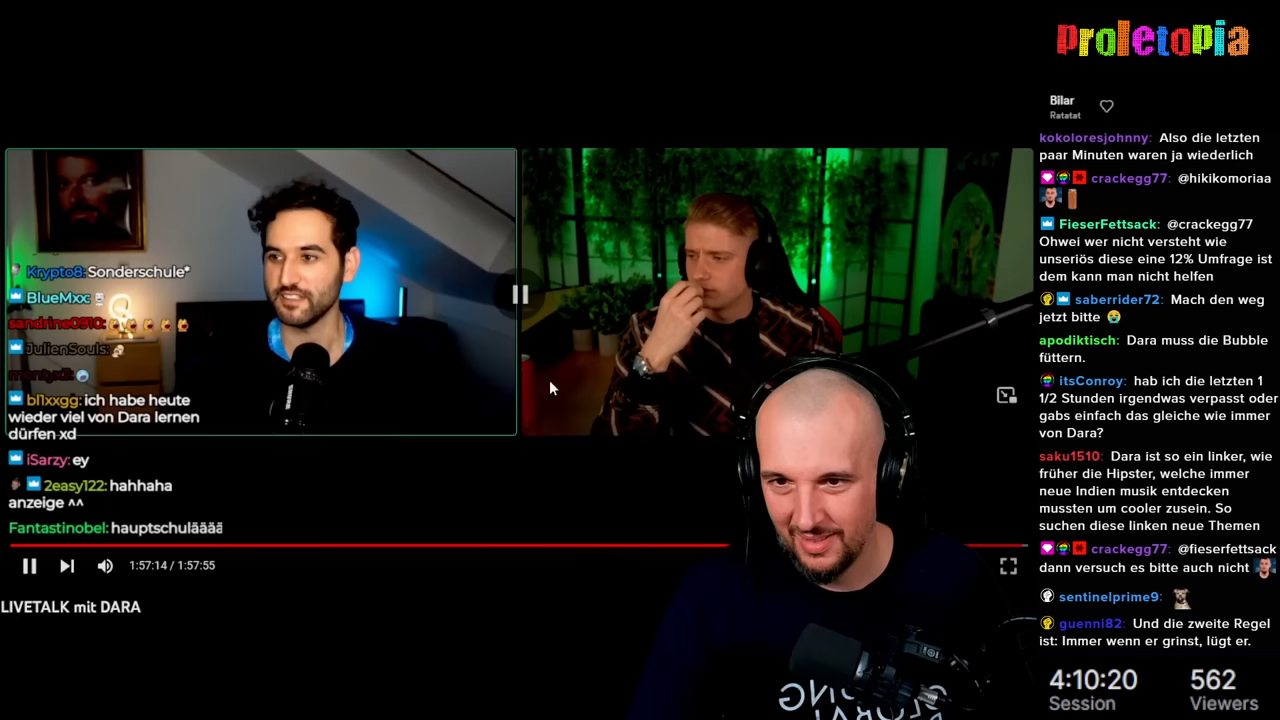 proletopia
Bilar
Ratatat
kokoloresjohnny: Also die letzten
paar Minuten waren ja wiederlich
crackegg77: @hikikomoriaa
FieserFettsack: @crackegg77
Ohwei wer nicht versteht wie
unseriös diese eine 12% Umfrage ist
dem kann man nicht helfen
saberrider72: Mach den weg
jetzt bitte 😭
apodiktisch: Dara muss die Bubble
füttern.
itsConroy: hab ich die letzten 1
1/2 Stunden irgendwas verpasst oder
gabs einfach das gleiche wie immer
von Dara?
saku1510: Dara ist so ein linker, wie
früher die Hipster, welche immer
neue Indien musik entdecken
mussten um cooler zusein. So
suchen diese linken neue Themen
crackegg77: @fieserfettsack
dann versuch es bitte auch nicht
sentinelprime9:
guenni82: Und die zweite Regel
ist: Immer wenn er grinst, lügt er.
4:10:20
Session
562
Viewers
Krypto8: Sonderschule*
BlueMxx:
sandrine0910:
JulienSouls:
bl1xxgg: ich habe heute
wieder viel von Dara lernen
dürfen xd
iSarzy: ey
2easy122: hahhaha
anzeige ^^
Fantastinobel: hauptschulääää
1:57:14 / 1:57:55
LIVETALK mit DARA